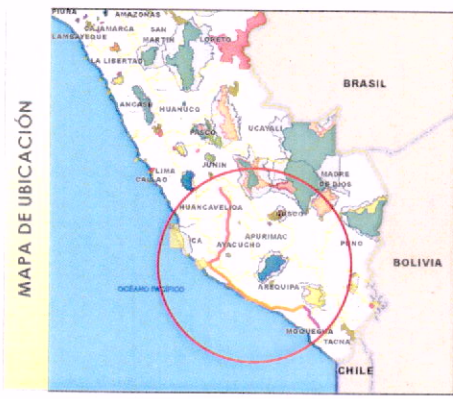 MAPA DE UBICACIÓN
PIURA
AMAZONAS
LAMBAYEQUE
CAJAMARCA
SAN MARTIN
LORETO
LA LIBERTAD
ANCASH
HUANUCO
PASCO
UCAYALI
BRASIL
LIMA
CALLAO
JUNIN
MADRE DE DIOS
HUANCAVELICA
CUSCO
ICA
AYACUCHO
APURIMAC
PUNO
BOLIVIA
OCÉANO PACÍFICO
AREQUIPA
MOQUEGUA
TACNA
CHILE